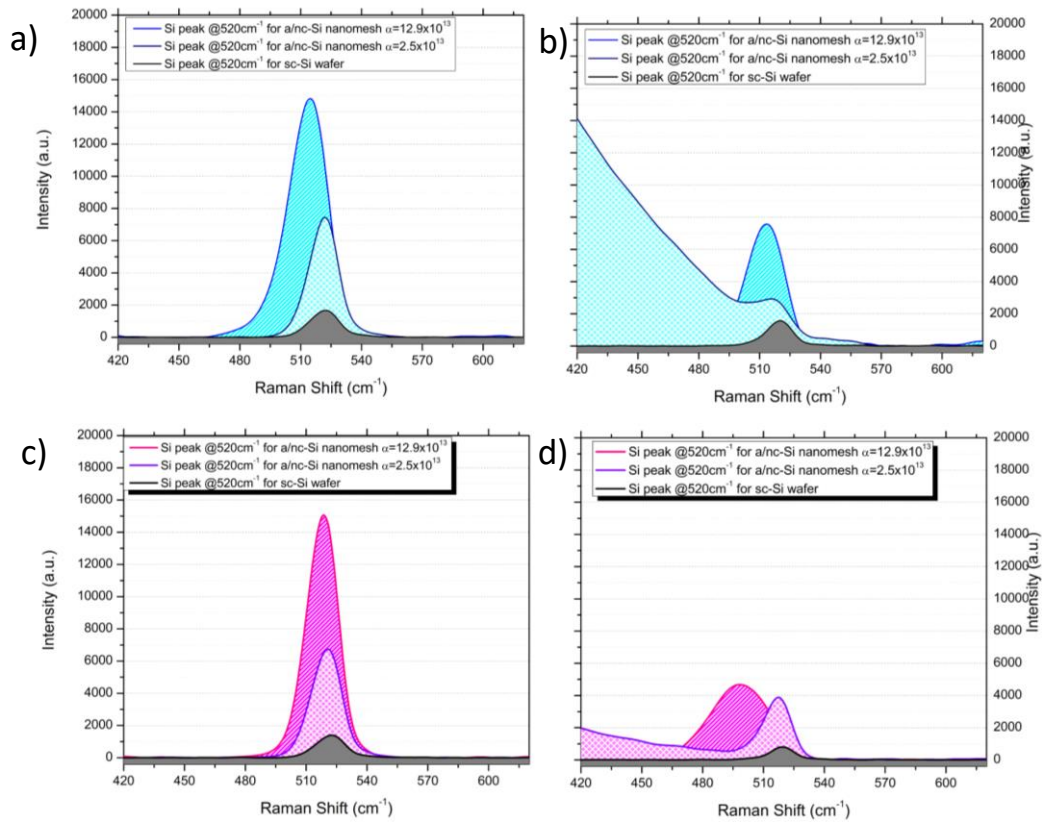 a)
Si peak @520cm⁻¹ for a/nc-Si nanomesh α=12.9x10¹³
Si peak @520cm⁻¹ for a/nc-Si nanomesh α=2.5x10¹³
Si peak @520cm⁻¹ for sc-Si wafer
20000
18000
16000
14000
12000
10000
8000
6000
4000
2000
0
Intensity (a.u.)
420 450 480 510 540 570 600
Raman Shift (cm⁻¹)
b)
Si peak @520cm⁻¹ for a/nc-Si nanomesh α=12.9x10¹³
Si peak @520cm⁻¹ for a/nc-Si nanomesh α=2.5x10¹³
Si peak @520cm⁻¹ for sc-Si wafer
20000
18000
16000
14000
12000
10000
8000
6000
4000
2000
0
Intensity (a.u.)
420 450 480 510 540 570 600
Raman Shift (cm⁻¹)
c)
Si peak @520cm⁻¹ for a/nc-Si nanomesh α=12.9x10¹³
Si peak @520cm⁻¹ for a/nc-Si nanomesh α=2.5x10¹³
Si peak @520cm⁻¹ for sc-Si wafer
20000
18000
16000
14000
12000
10000
8000
6000
4000
2000
0
Intensity (a.u.)
420 450 480 510 540 570 600
Raman Shift (cm⁻¹)
d)
Si peak @520cm⁻¹ for a/nc-Si nanomesh α=12.9x10¹³
Si peak @520cm⁻¹ for a/nc-Si nanomesh α=2.5x10¹³
Si peak @520cm⁻¹ for sc-Si wafer
20000
18000
16000
14000
12000
10000
8000
6000
4000
2000
0
Intensity (a.u.)
420 450 480 510 540 570 600
Raman Shift (cm⁻¹)